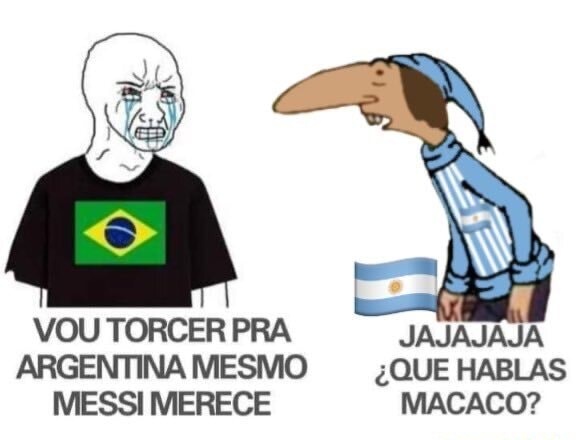 VOU TORCER PRA
ARGENTINA MESMO
MESSI MERECE
JAJAJAJA
¿QUE HABLAS
MACACO?